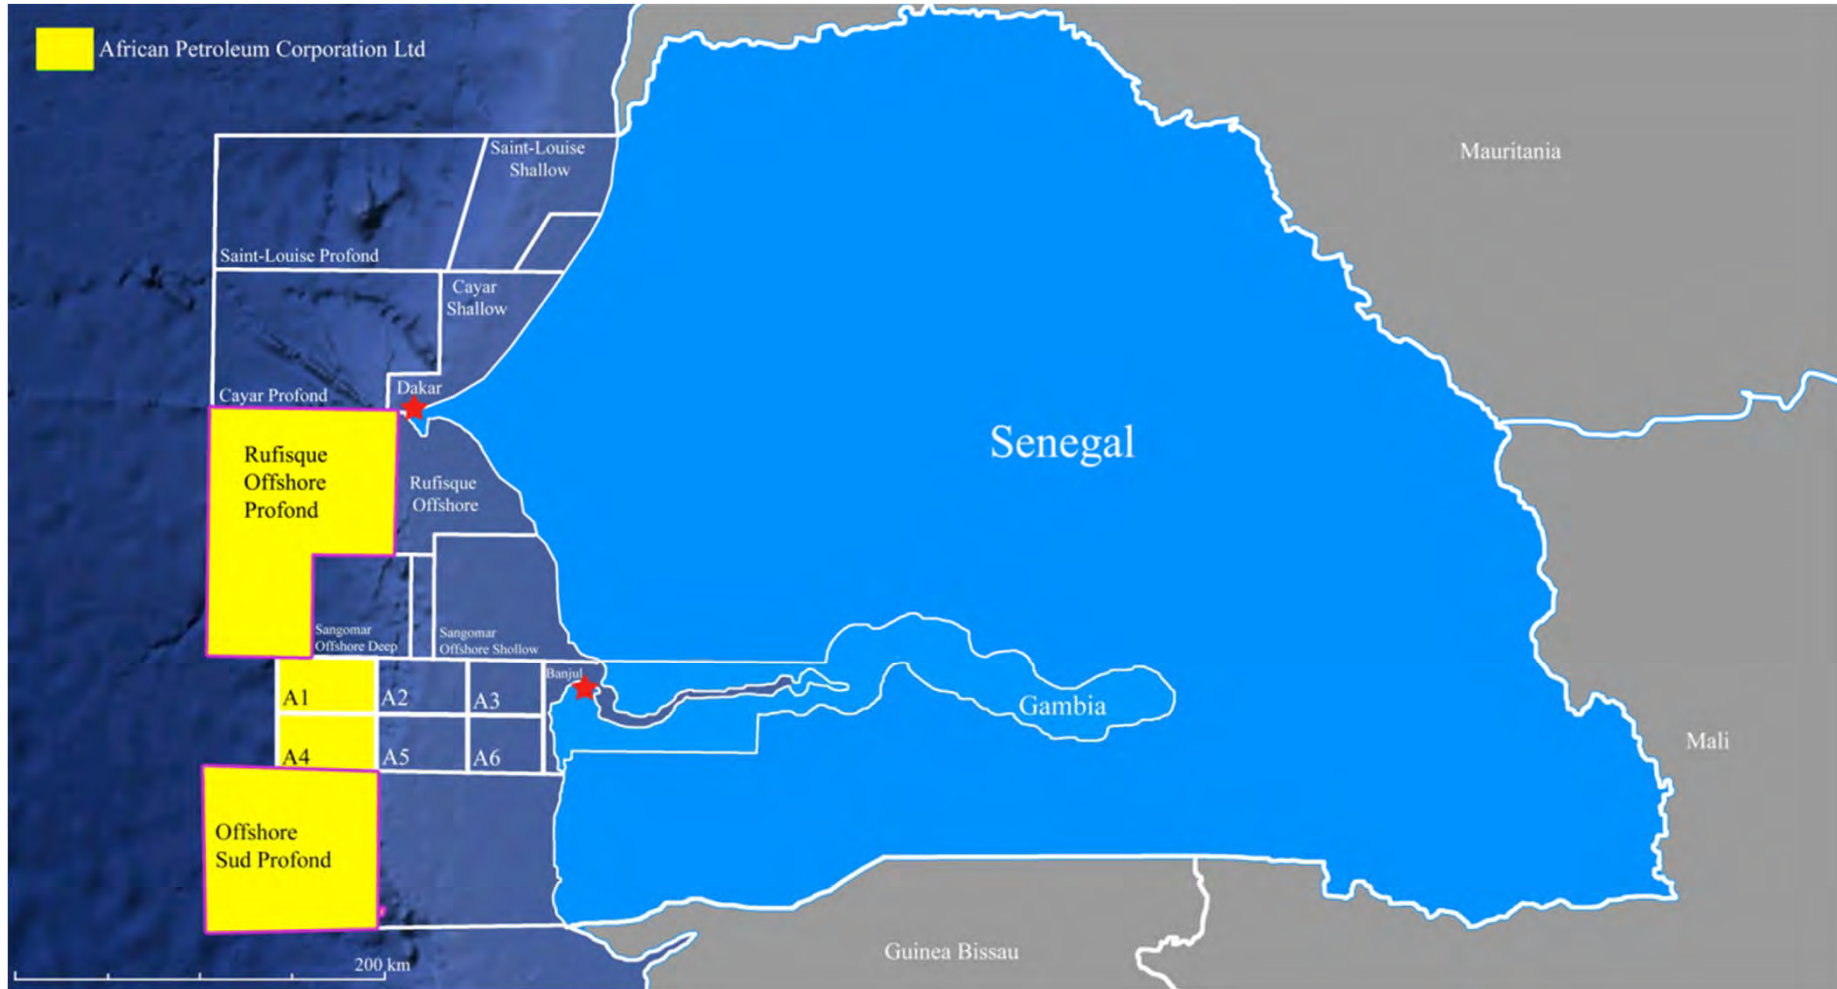 African Petroleum Corporation Ltd
Saint-Louise
Shallow
Mauritania
Saint-Louise Profond
Cayar
Shallow
Cayar Profond
Dakar
Rufisque
Offshore
Profond
Rufisque
Offshore
Senegal
Sangomar
Offshore Deep
Sangomar
Offshore Shollow
Banjul
A1
A2
A3
Gambia
A4
A5
A6
Mali
Offshore
Sud Profond
Guinea Bissau
200 km